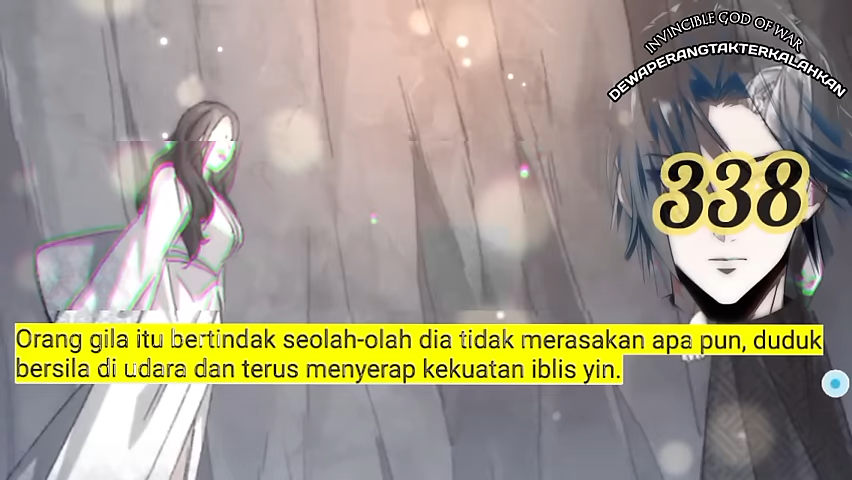 INVINCIBLE GOD OF WAR
DEWAPERANGTAKTERKALAHKAN
338
Orang gila itu bertindak seolah-olah dia tidak merasakan apa pun, duduk
bersila di udara dan terus menyerap kekuatan iblis yin.